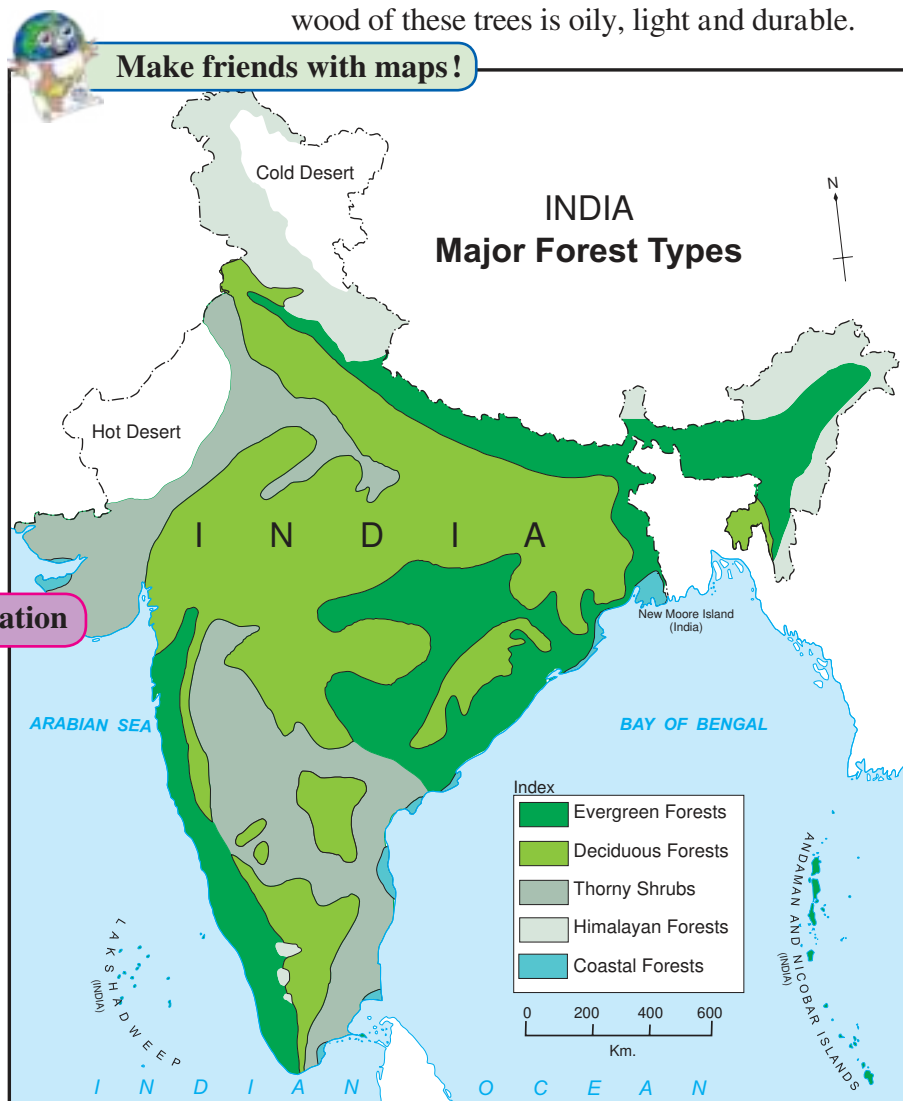 wood of these trees is oily, light and durable.
Make friends with maps!
Cold Desert
INDIA
Major Forest Types
N
Hot Desert
I N D I A
ation
New Moore Island
(India)
ARABIAN SEA
BAY OF BENGAL
Index
Evergreen Forests
Deciduous Forests
Thorny Shrubs
Himalayan Forests
Coastal Forests
0 200 400 600
Km.
LAKSHADWEEP
(INDIA)
ANDAMAN AND NICOBAR ISLANDS
(INDIA)
I N D I A N O C E A N